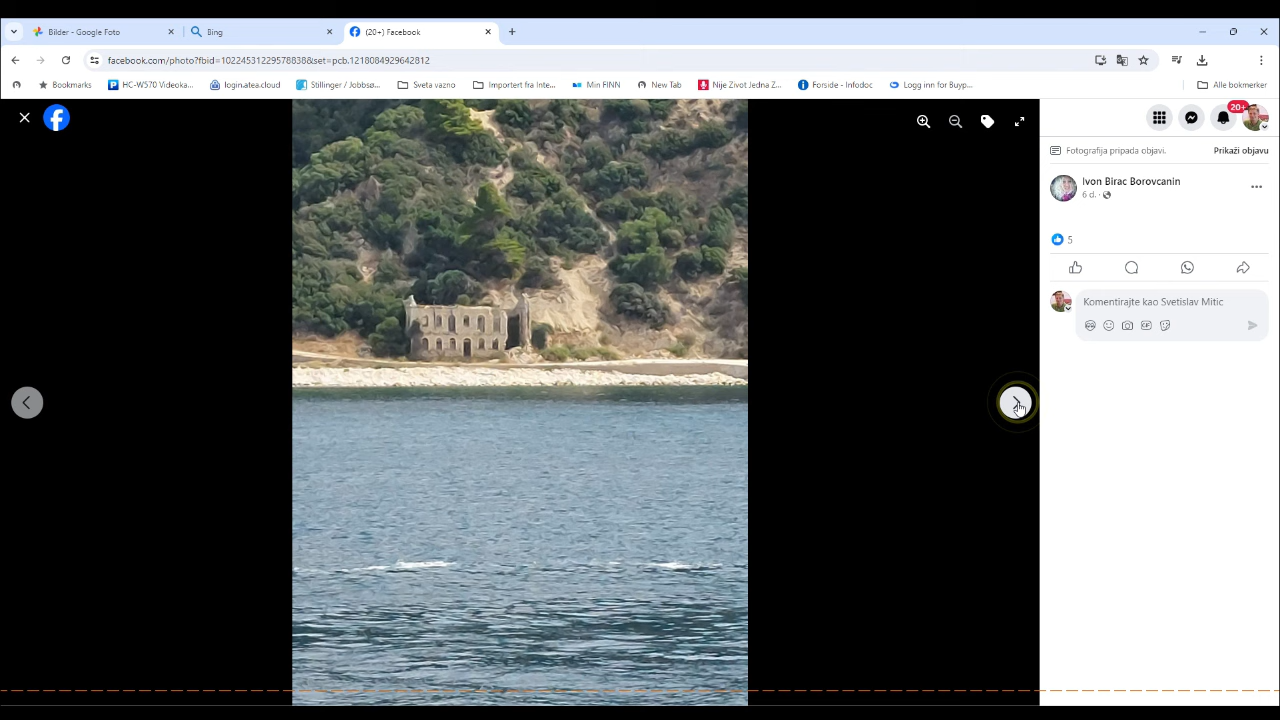 Bilder - Google Foto
Bing
(20+) Facebook
facebook.com/photo?fbid=10224531229578838&set=pcb.1218084929642812
Bookmarks
HC-W570 Videoka...
login.atea.cloud
Stillinger / Jobbsø...
Sveta vazno
Importert fra Inte...
Min FINN
New Tab
Nije Zivot Jedna Z...
Forside - Infodoc
Logg inn for Buyp...
Alle bokmerker
20+
Fotografija pripada objavi.
Prikaži objavu
Ivon Birac Borovcanin
6 d.
5
Komentirajte kao Svetislav Mitic
GIF